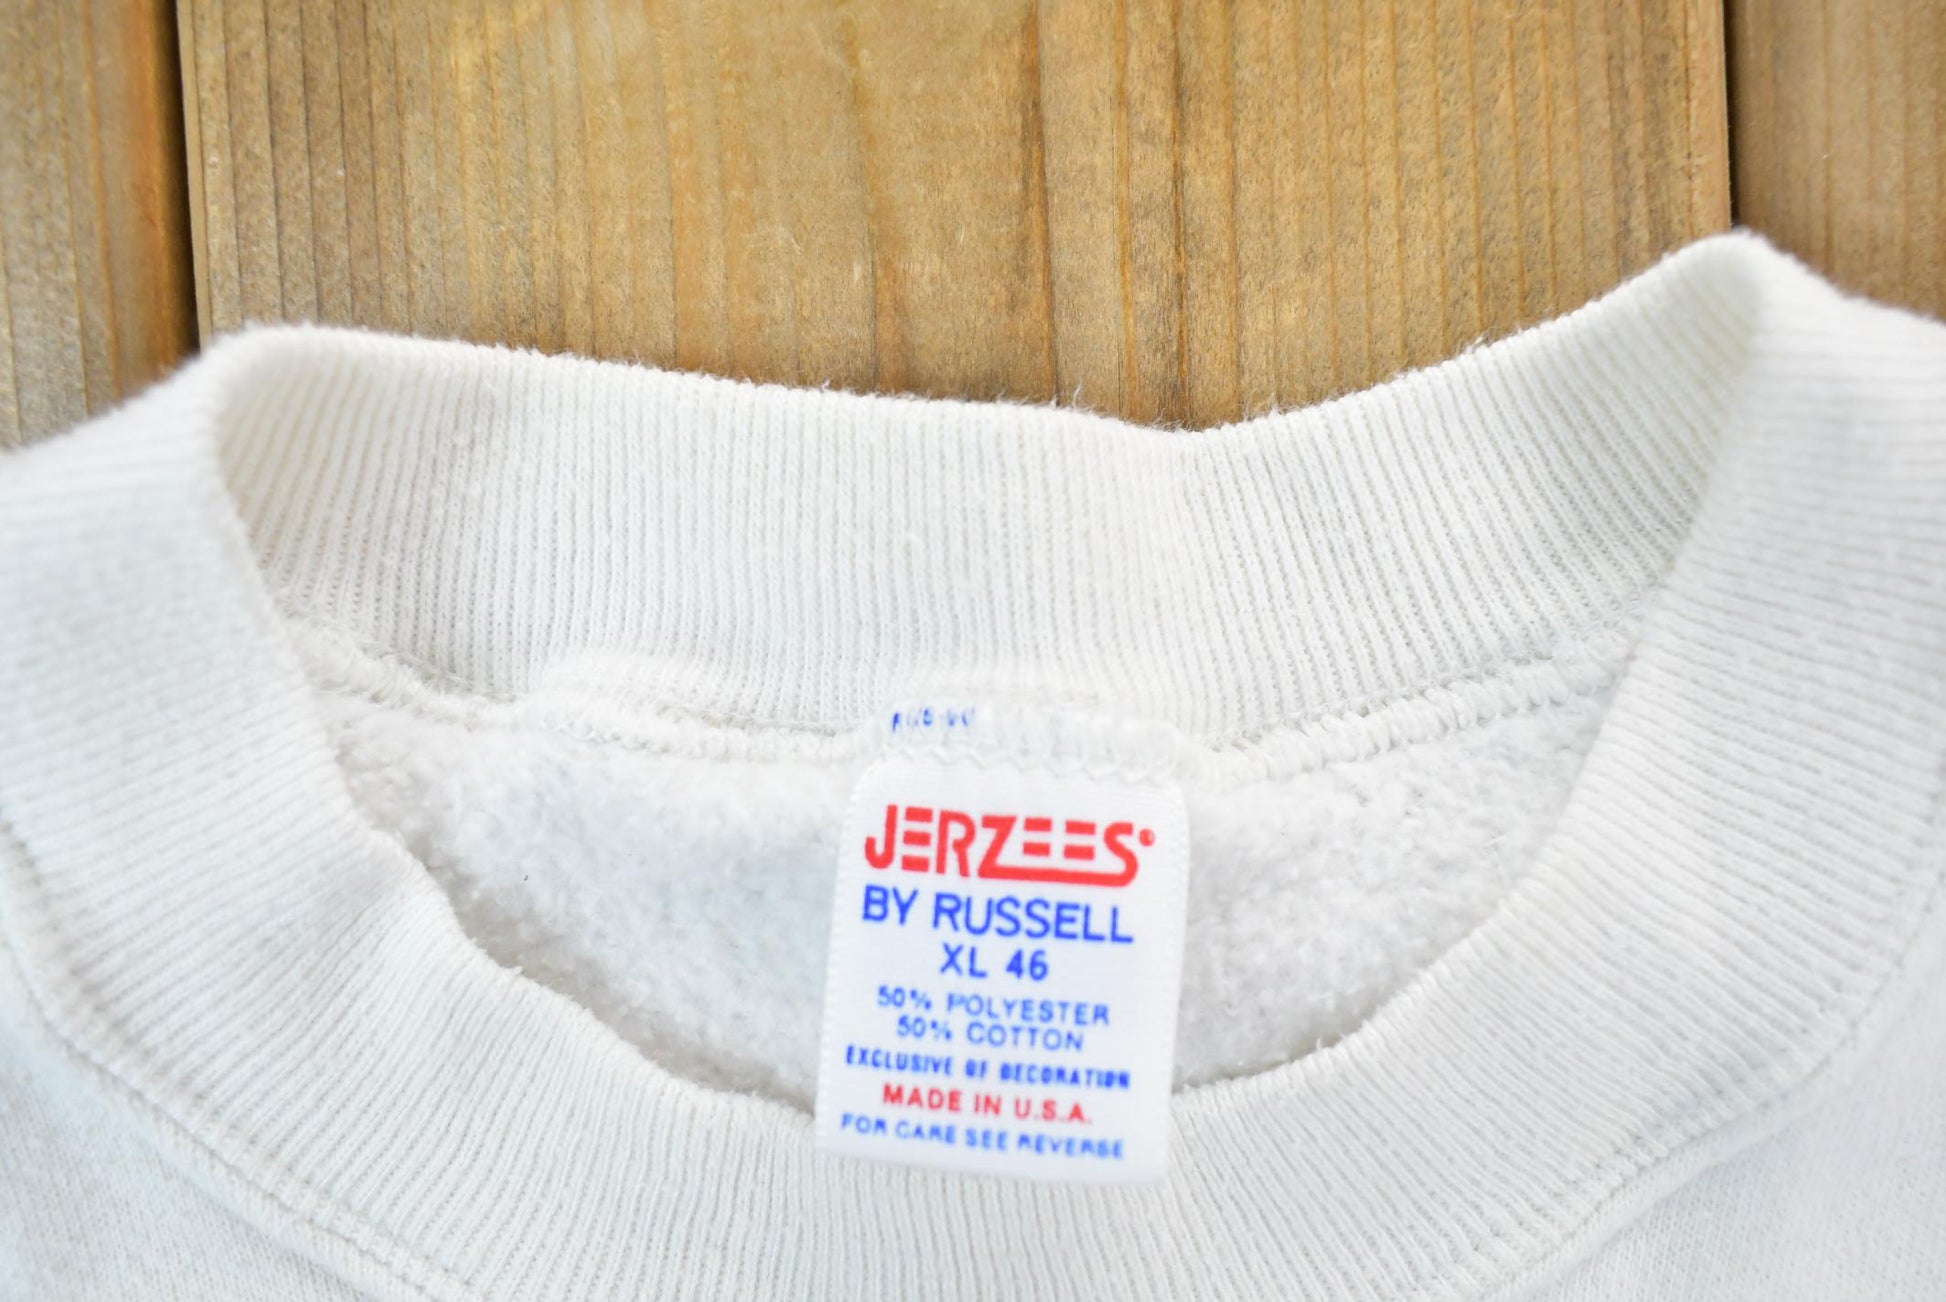 JERZEES®
BY RUSSELL
XL 46
50% POLYESTER
50% COTTON
EXCLUSIVE OF DECORATION
MADE IN U.S.A.
FOR CARE SEE REVERSE